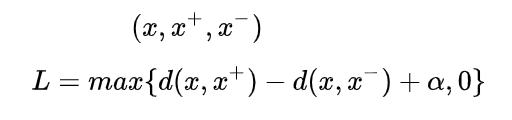 (x, x⁺, x⁻)
L = max{d(x, x⁺) − d(x, x⁻) + α, 0}